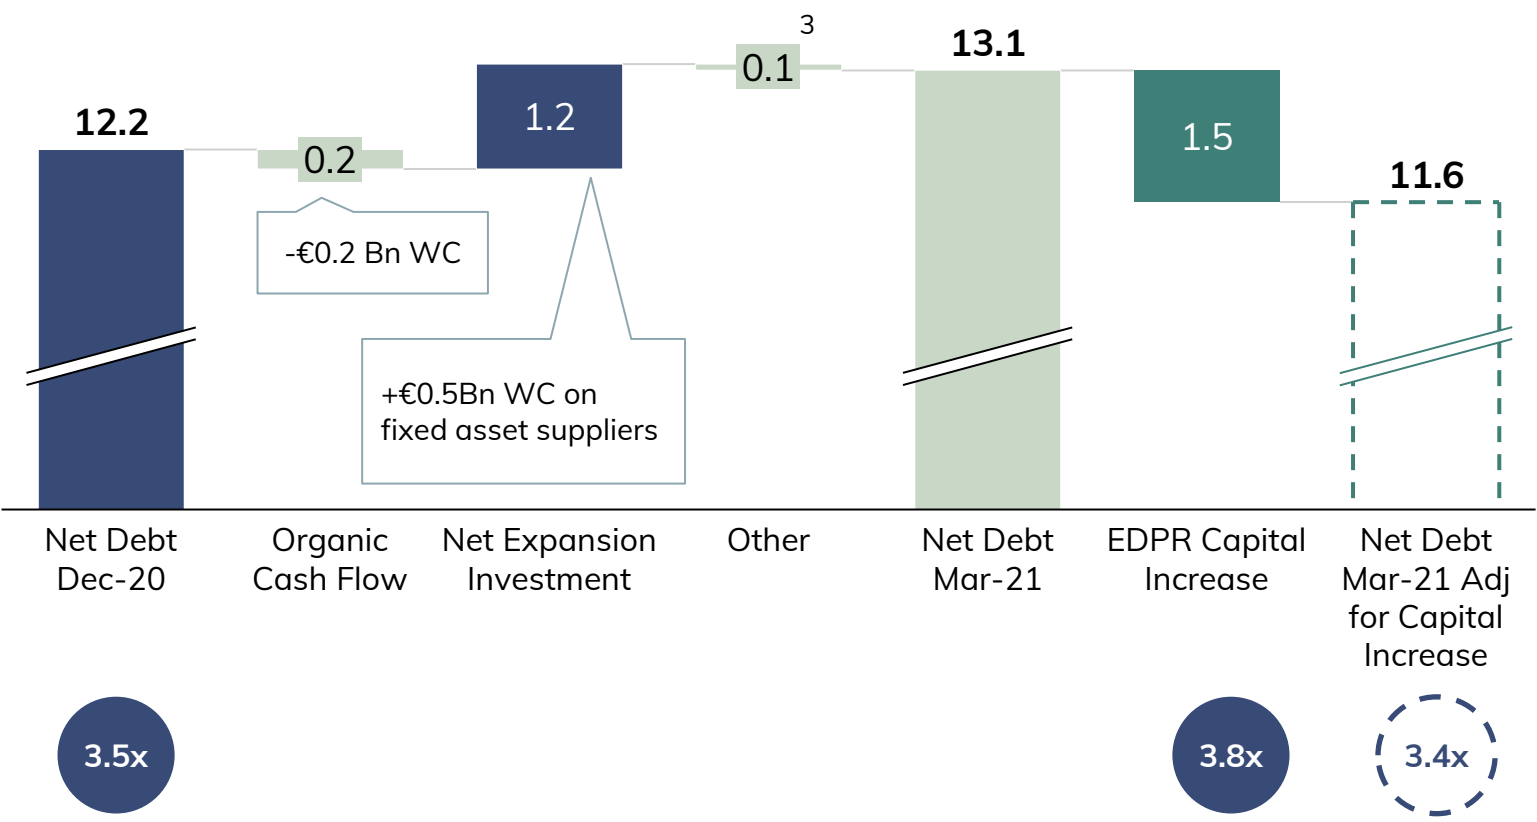 3
12.2
0.2
1.2
0.1
13.1
1.5
11.6
-€0.2 Bn WC
+€0.5Bn WC on
fixed asset suppliers
Net Debt
Dec-20
Organic
Cash Flow
Net Expansion
Investment
Other
Net Debt
Mar-21
EDPR Capital
Increase
Net Debt
Mar-21 Adj
for Capital
Increase
3.5x
3.8x
3.4x